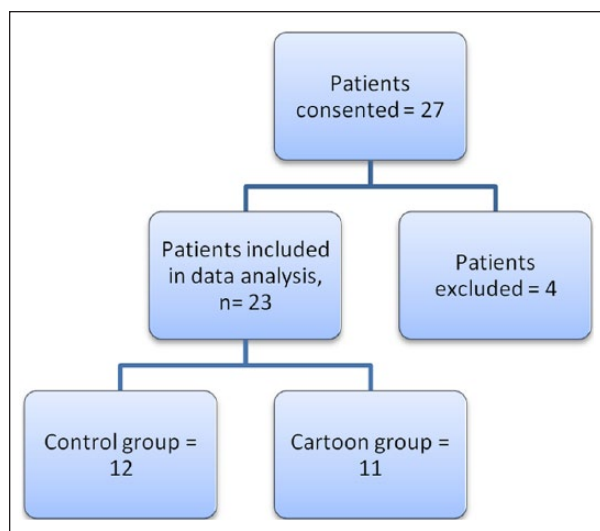 Patients
consented = 27
Patients included
in data analysis,
n= 23
Patients
excluded = 4
Control group =
12
Cartoon group =
11